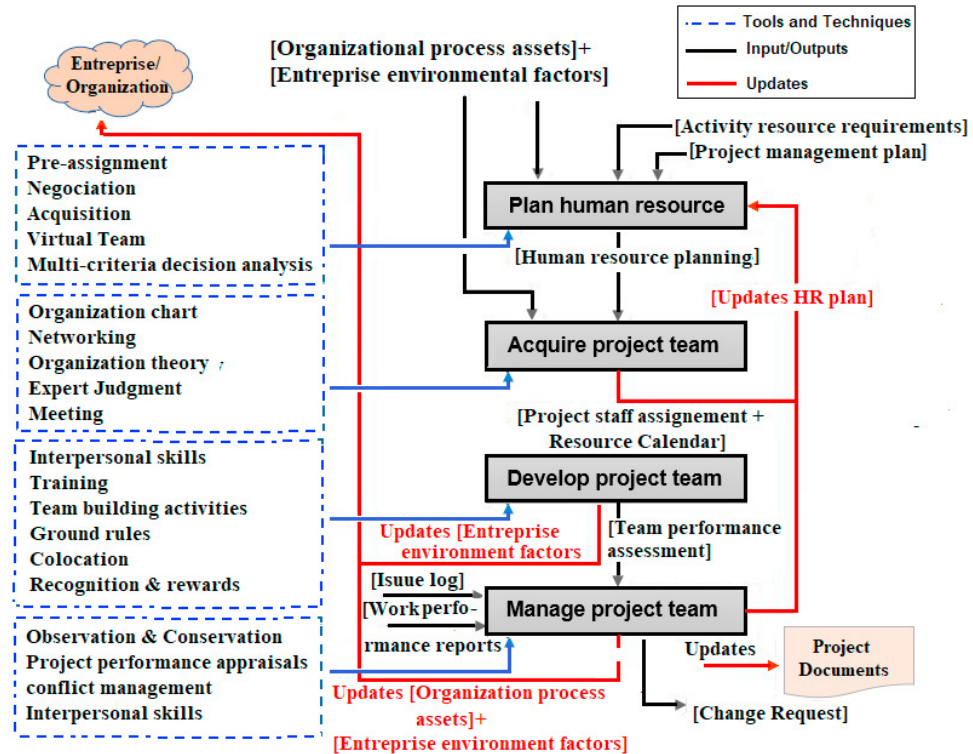 Entreprise/
Organization
[Organizational process assets]+
[Entreprise environmental factors]
Tools and Techniques
Input/Outputs
Updates
[Activity resource requirements]
[Project management plan]
Pre-assignment
Negociation
Acquisition
Virtual Team
Multi-criteria decision analysis
Plan human resource
[Human resource planning]
[Updates HR plan]
Organization chart
Networking
Organization theory
Expert Judgment
Meeting
Acquire project team
[Project staff assignement +
Resource Calendar]
Interpersonal skills
Training
Team building activities
Ground rules
Colocation
Recognition & rewards
Develop project team
Updates [Entreprise
environment factors
[Team performance
assessment]
[Isuue log]
[Work perfo-
rmance reports
Manage project team
Observation & Conservation
Project performance appraisals
conflict management
Interpersonal skills
Updates [Organization process
assets]+
[Entreprise environment factors]
Updates
Project
Documents
[Change Request]